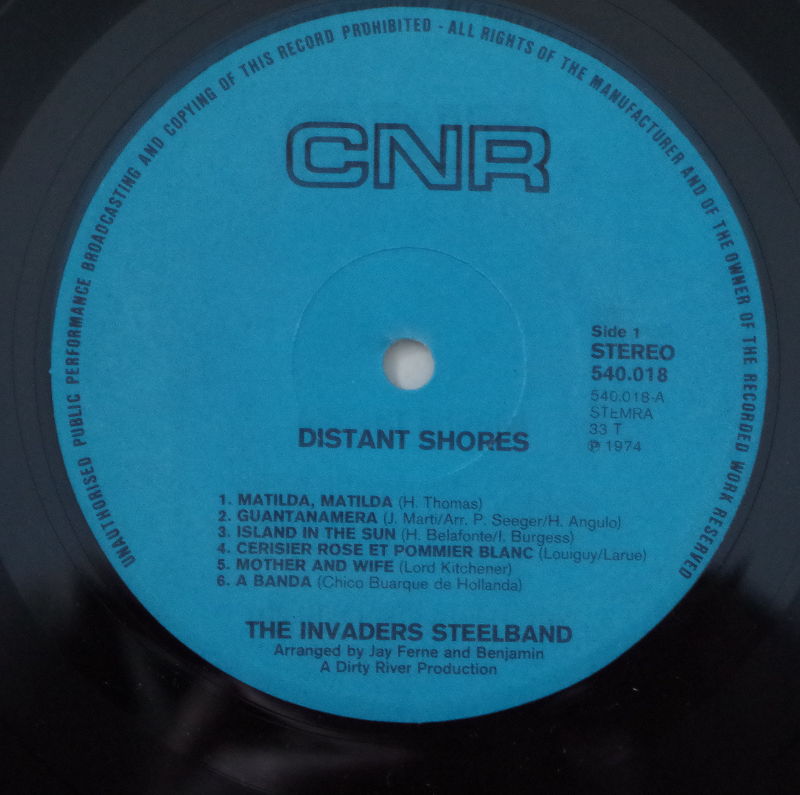 UNAUTHORISED PUBLIC PERFORMANCE BROADCASTING AND COPYING OF THIS RECORD PROHIBITED - ALL RIGHTS OF THE MANUFACTURER AND OF THE OWNER OF THE RECORDED WORK RESERVED
CNR
Side 1
STEREO
540.018
540.018-A
STEMRA
33 T
℗ 1974
DISTANT SHORES
1. MATILDA, MATILDA (H. Thomas)
2. GUANTANAMERA (J. Marti/Arr. P. Seeger/H. Angulo)
3. ISLAND IN THE SUN (H. Belafonte/I. Burgess)
4. CERISIER ROSE ET POMMIER BLANC (Louiguy/Larue)
5. MOTHER AND WIFE (Lord Kitchener)
6. A BANDA (Chico Buarque de Hollanda)
THE INVADERS STEELBAND
Arranged by Jay Ferne and Benjamin
A Dirty River Production